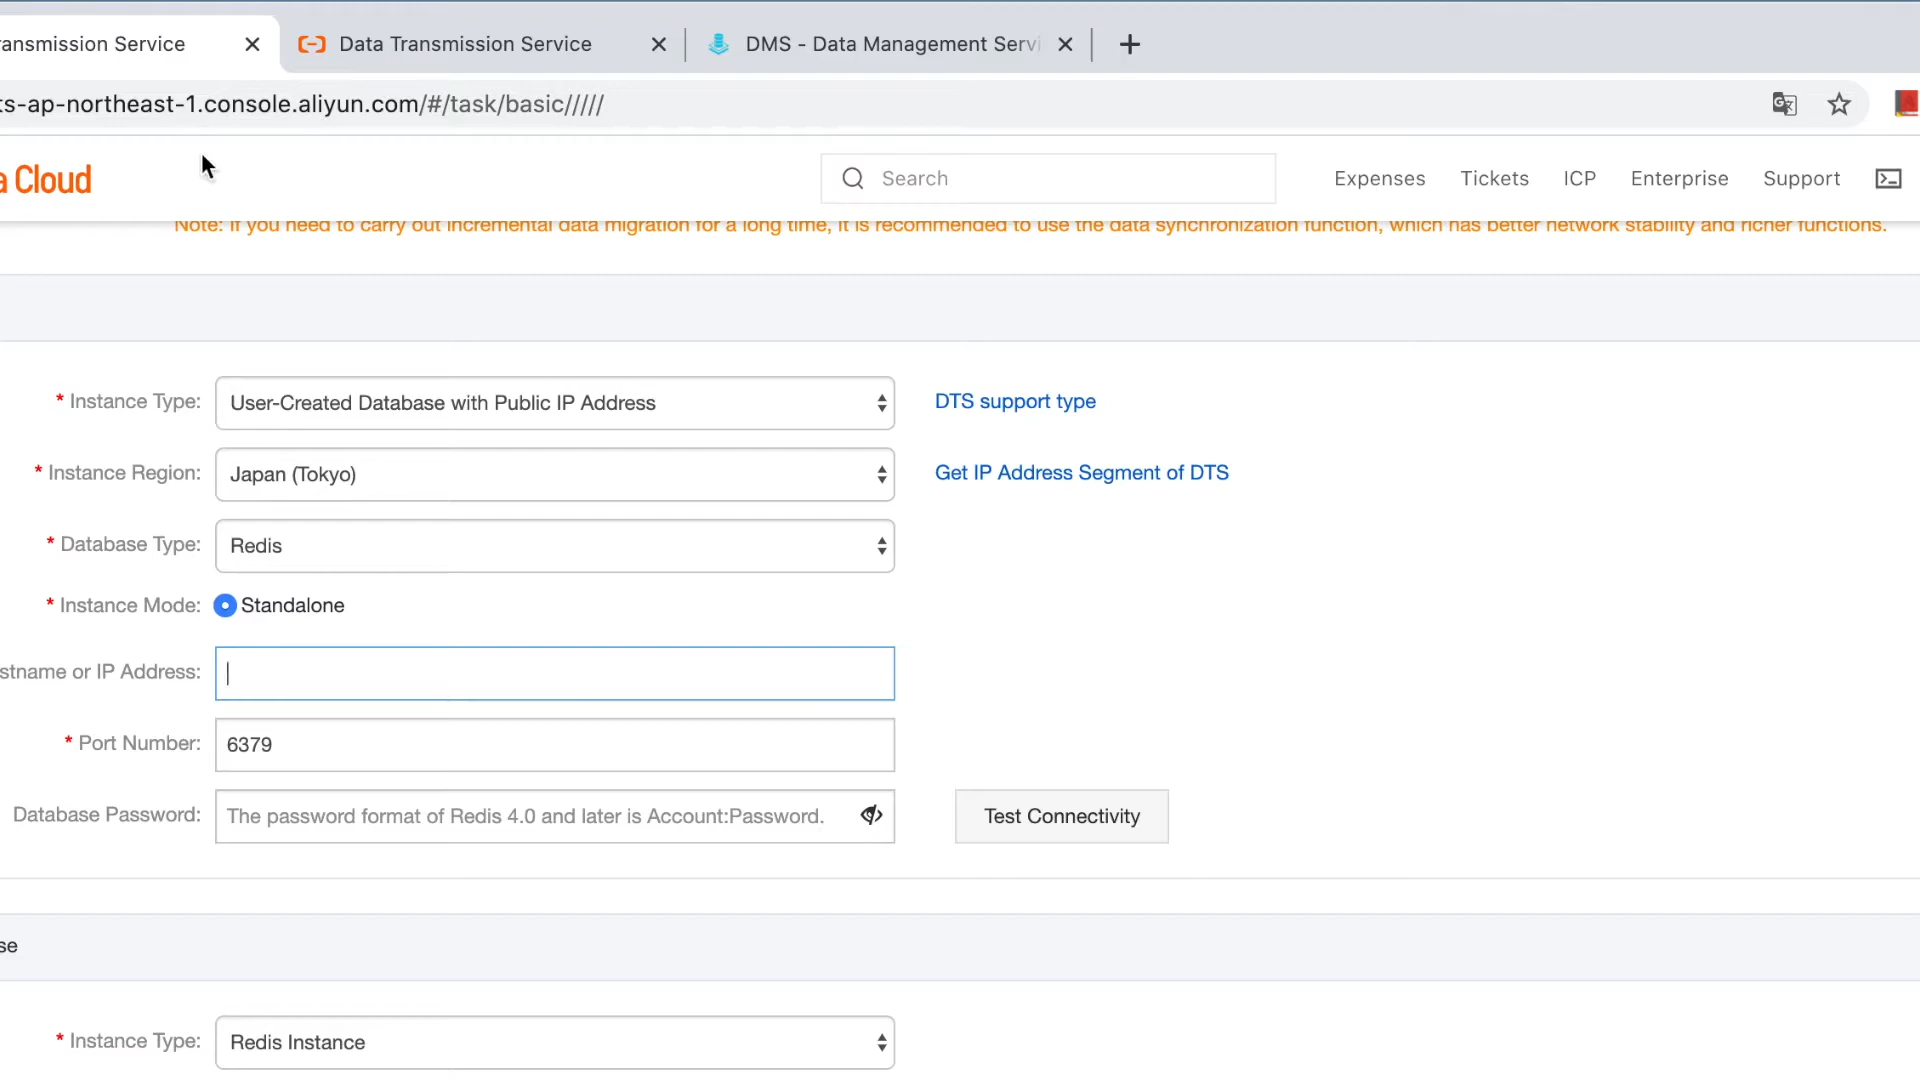 ansmission Service
Data Transmission Service
DMS - Data Management Servi
ts-ap-northeast-1.console.aliyun.com/#/task/basic/////
a Cloud
Search
Expenses
Tickets
ICP
Enterprise
Support
Note: If you need to carry out incremental data migration for a long time, it is recommended to use the data synchronization function, which has better network stability and richer functions.
* Instance Type: User-Created Database with Public IP Address DTS support type
* Instance Region: Japan (Tokyo) Get IP Address Segment of DTS
* Database Type: Redis
* Instance Mode: Standalone
stname or IP Address:
* Port Number: 6379
Database Password: The password format of Redis 4.0 and later is Account:Password. Test Connectivity
se
* Instance Type: Redis Instance